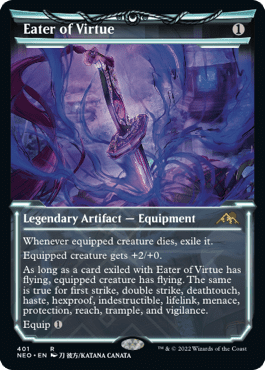 Eater of Virtue 1
Legendary Artifact — Equipment
Whenever equipped creature dies, exile it.
Equipped creature gets +2/+0.
As long as a card exiled with Eater of Virtue has
flying, equipped creature has flying. The same
is true for first strike, double strike, deathtouch,
haste, hexproof, indestructible, lifelink, menace,
protection, reach, trample, and vigilance.
Equip 1
401 R
NEO • EN 刀 彼方/KATANA CANATA
™ & © 2022 Wizards of the Coast